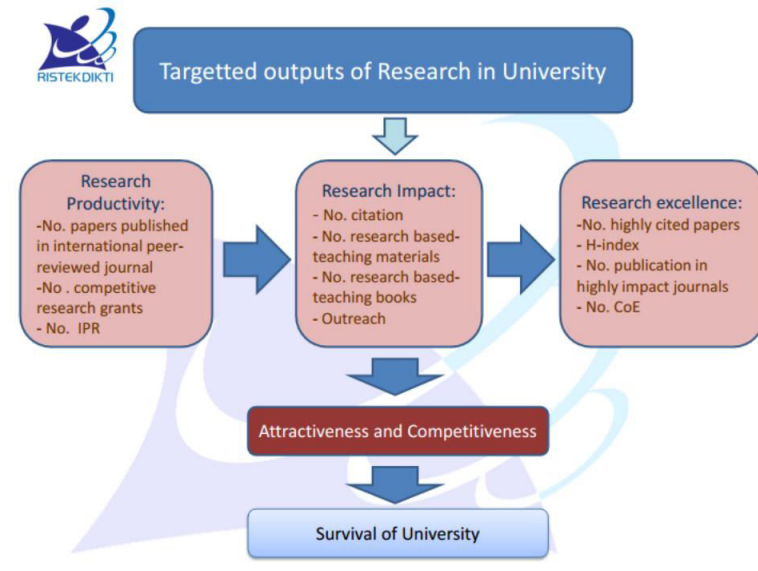 RISTEKDIKTI
Targetted outputs of Research in University
Research
Productivity:
-No. papers published
in international peer-
reviewed journal
-No . competitive
research grants
- No. IPR
Research Impact:
- No. citation
- No. research based-
teaching materials
- No. research based-
teaching books
- Outreach
Research excellence:
-No. highly cited papers
- H-index
- No. publication in
highly impact journals
- No. CoE
Attractiveness and Competitiveness
Survival of University